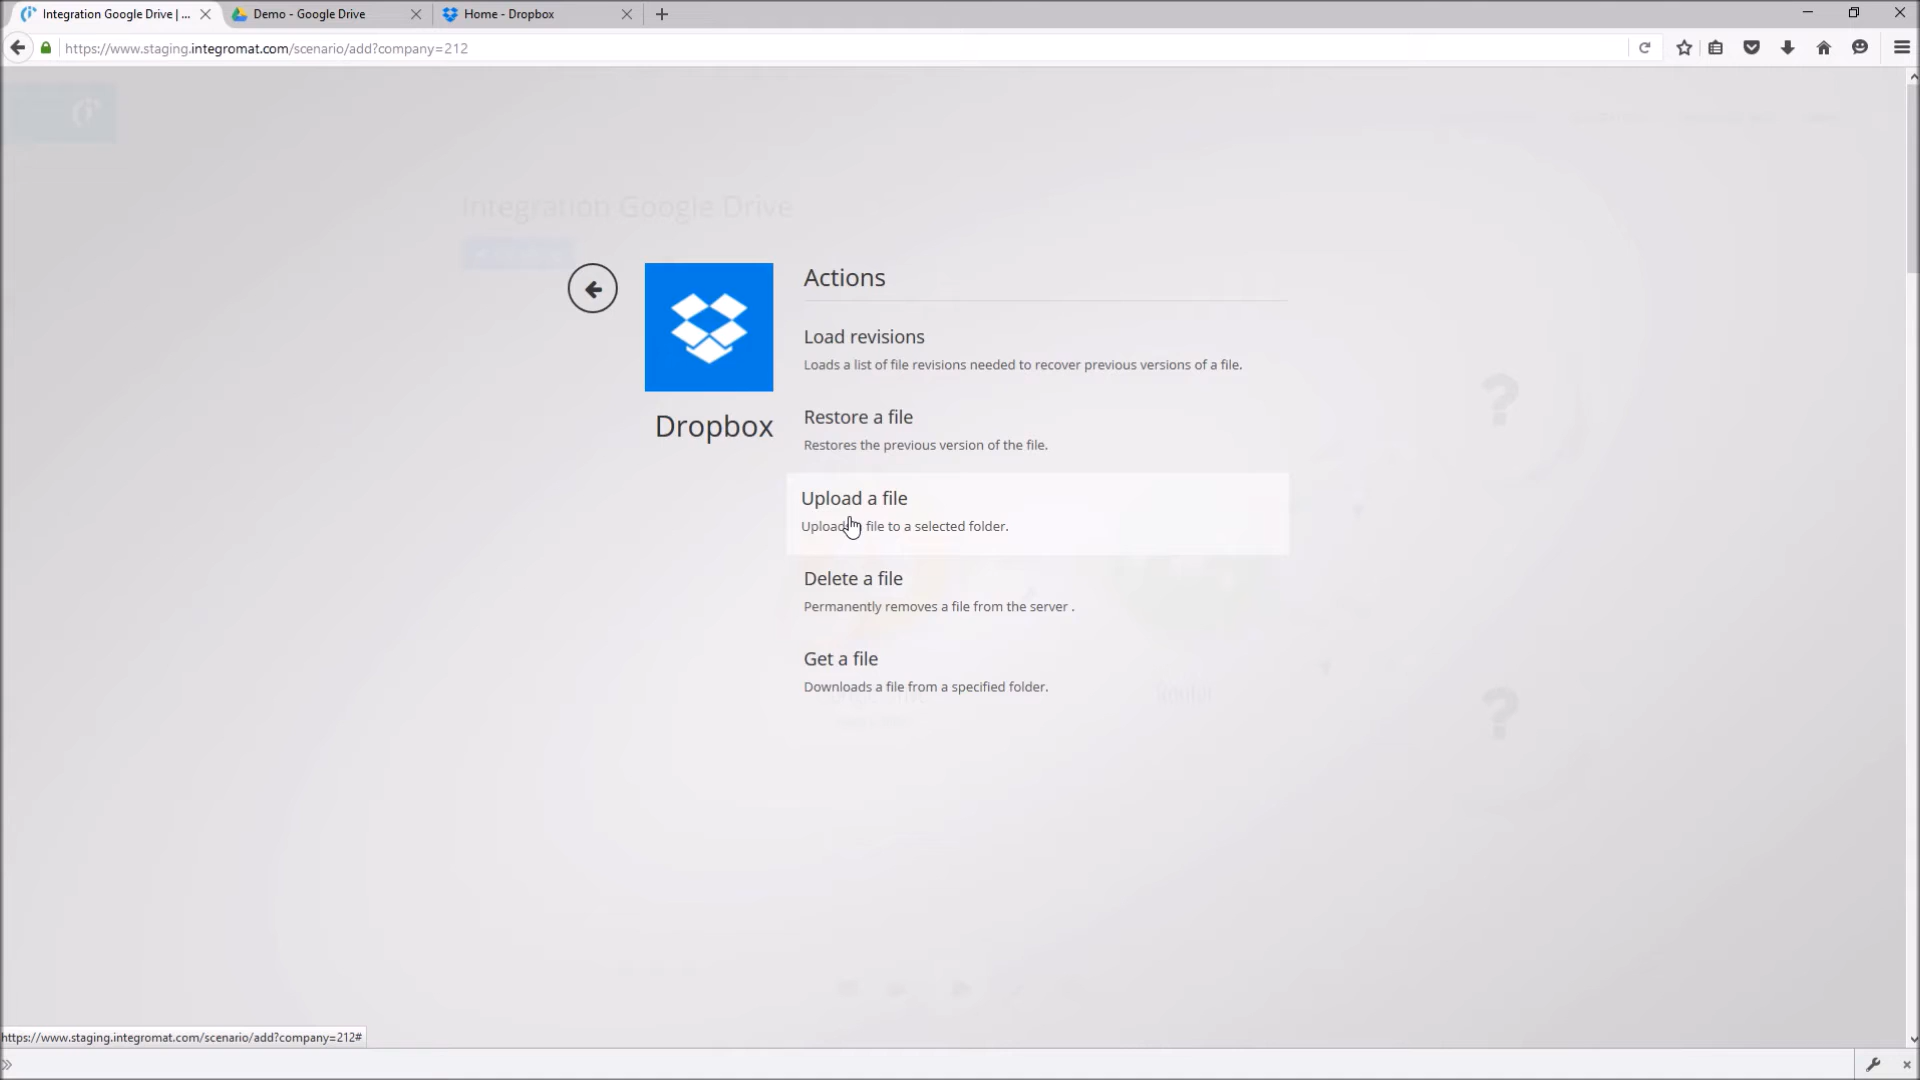 Integration Google Drive | ...
Demo - Google Drive
Home - Dropbox
https://www.staging.integromat.com/scenario/add?company=212
Integration Google Drive
Actions
Load revisions
Loads a list of file revisions needed to recover previous versions of a file.
Dropbox
Restore a file
Restores the previous version of the file.
Upload a file
Upload file to a selected folder.
Delete a file
Permanently removes a file from the server .
Get a file
Downloads a file from a specified folder.
Router
?
?
https://www.staging.integromat.com/scenario/add?company=212#